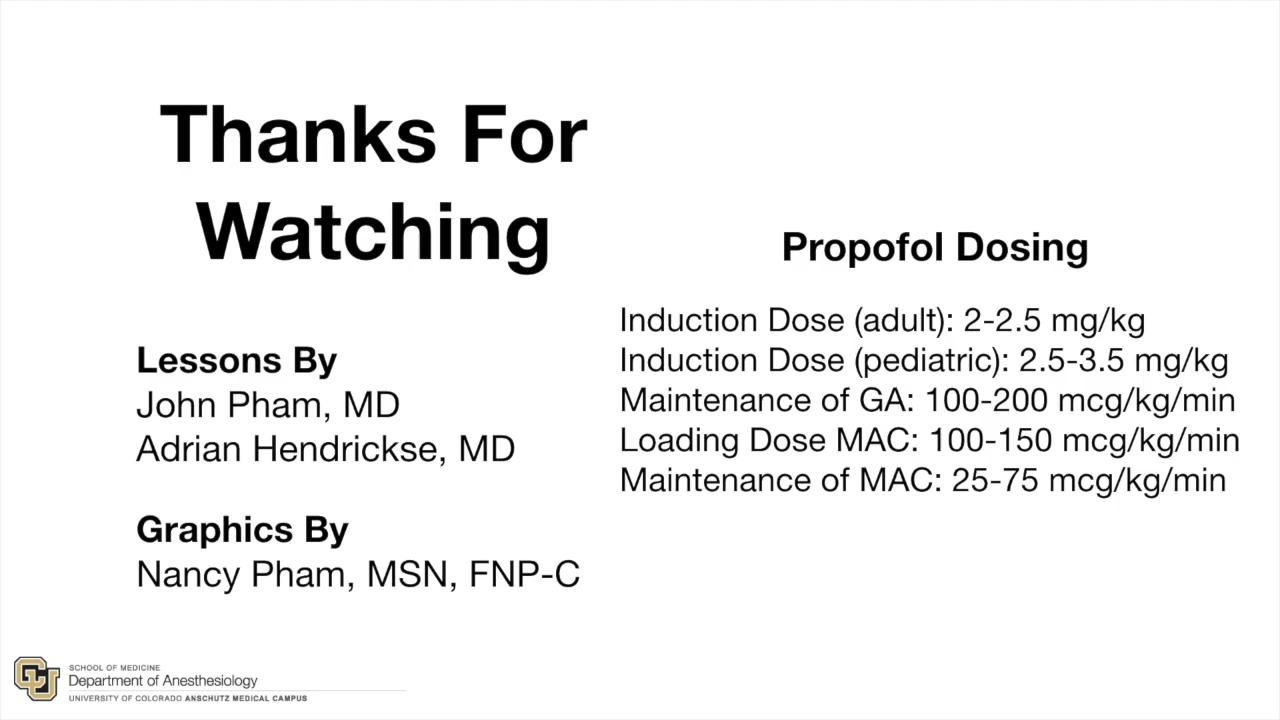 Thanks For
Watching
Lessons By
John Pham, MD
Adrian Hendrickse, MD
Graphics By
Nancy Pham, MSN, FNP-C
Propofol Dosing
Induction Dose (adult): 2-2.5 mg/kg
Induction Dose (pediatric): 2.5-3.5 mg/kg
Maintenance of GA: 100-200 mcg/kg/min
Loading Dose MAC: 100-150 mcg/kg/min
Maintenance of MAC: 25-75 mcg/kg/min
CU
SCHOOL OF MEDICINE
Department of Anesthesiology
UNIVERSITY OF COLORADO ANSCHUTZ MEDICAL CAMPUS